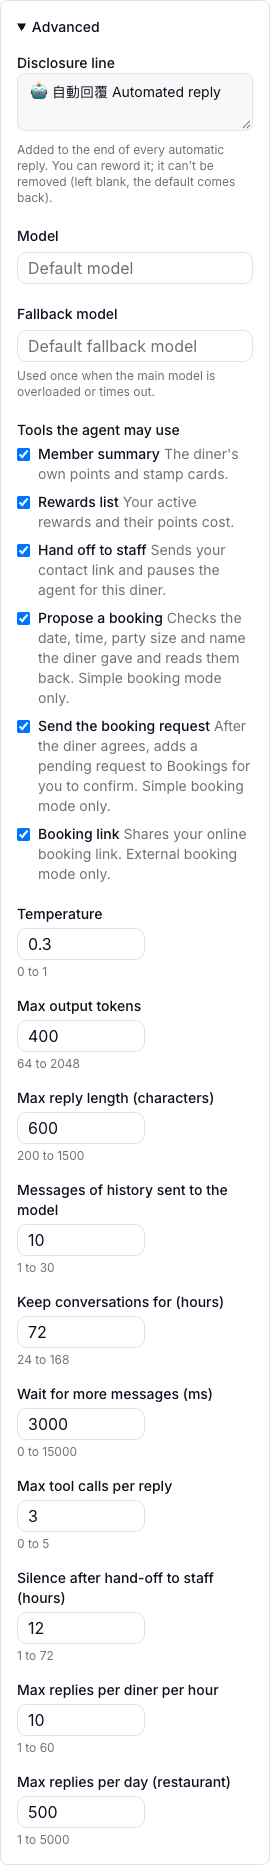 ▼ Advanced
Disclosure line
🤖 自動回覆 Automated reply
Added to the end of every automatic
reply. You can reword it; it can't be
removed (left blank, the default comes
back).
Model
Default model
Fallback model
Default fallback model
Used once when the main model is
overloaded or times out.
Tools the agent may use
Member summary The diner's
own points and stamp cards.
Rewards list Your active
rewards and their points cost.
Hand off to staff Sends your
contact link and pauses the
agent for this diner.
Propose a booking Checks the
date, time, party size and name
the diner gave and reads them
back. Simple booking mode
only.
Send the booking request After
the diner agrees, adds a
pending request to Bookings for
you to confirm. Simple booking
mode only.
Booking link Shares your online
booking link. External booking
mode only.
Temperature
0.3
0 to 1
Max output tokens
400
64 to 2048
Max reply length (characters)
600
200 to 1500
Messages of history sent to the
model
10
1 to 30
Keep conversations for (hours)
72
24 to 168
Wait for more messages (ms)
3000
0 to 15000
Max tool calls per reply
3
0 to 5
Silence after hand-off to staff
(hours)
12
1 to 72
Max replies per diner per hour
10
1 to 60
Max replies per day (restaurant)
500
1 to 5000